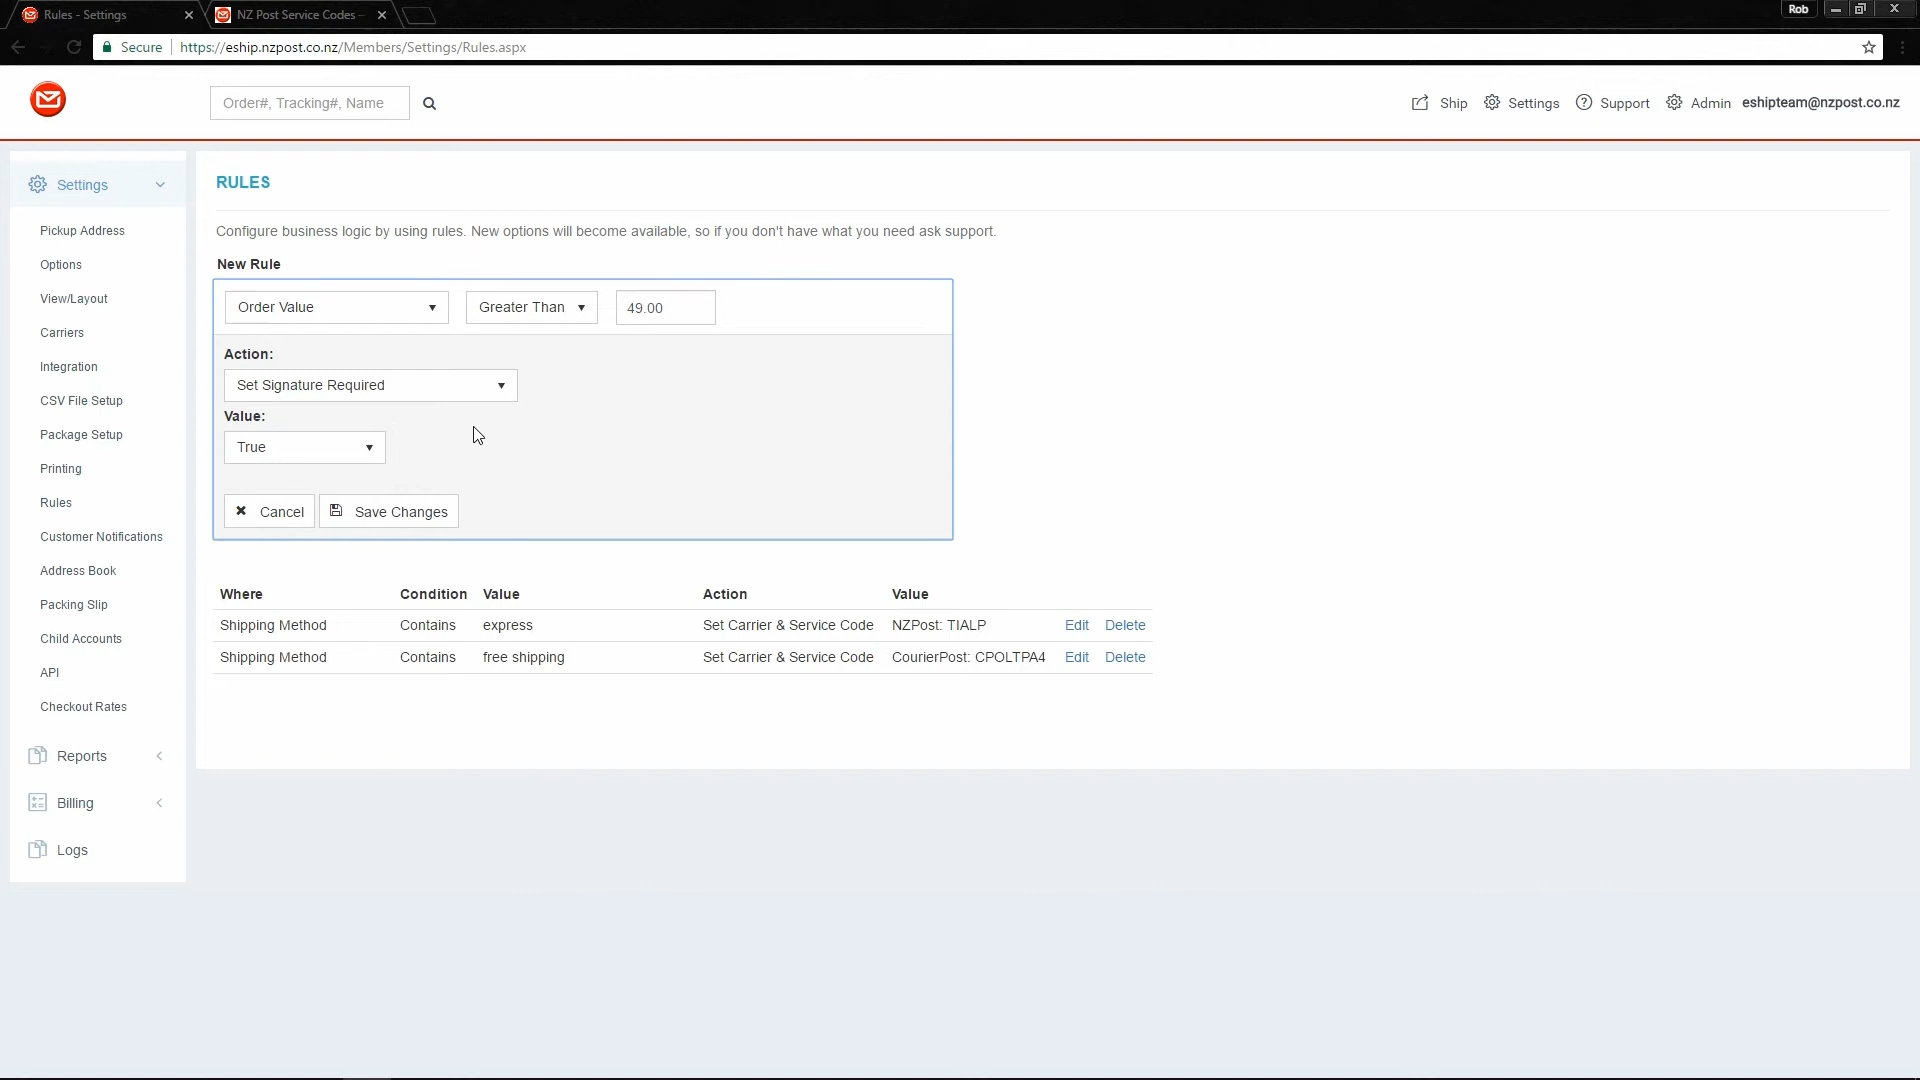 Rules - Settings
NZ Post Service Codes –
Rob
Secure
https://eship.nzpost.co.nz/Members/Settings/Rules.aspx
Order#, Tracking#, Name
Ship
Settings
Support
Admin
eshipteam@nzpost.co.nz
Settings
Pickup Address
Options
View/Layout
Carriers
Integration
CSV File Setup
Package Setup
Printing
Rules
Customer Notifications
Address Book
Packing Slip
Child Accounts
API
Checkout Rates
Reports
Billing
Logs
RULES
Configure business logic by using rules. New options will become available, so if you don't have what you need ask support.
New Rule
Order Value
Greater Than
49.00
Action:
Set Signature Required
Value:
True
Cancel
Save Changes
Where Condition Value Action Value
Shipping Method Contains express Set Carrier & Service Code NZPost: TIALP Edit Delete
Shipping Method Contains free shipping Set Carrier & Service Code CourierPost: CPOLTPA4 Edit Delete